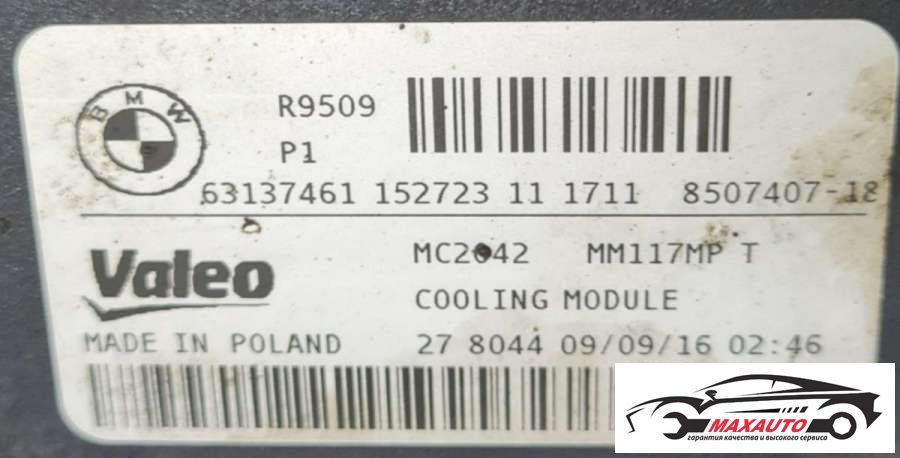 BMW
R9509
P1
63137461 152723 11 1711 8507407-18
Valeo
MC2042 MM117MP T
COOLING MODULE
MADE IN POLAND
27 8044 09/09/16 02:46
MAXAUTO
гарантия качества и высокого сервиса